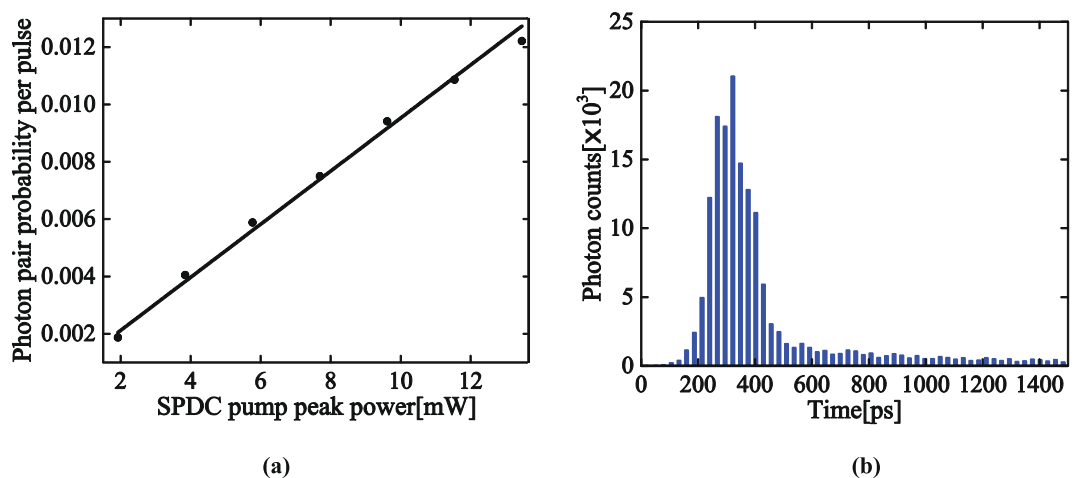 Photon pair probability per pulse
0.012
0.010
0.008
0.006
0.004
0.002
2 4 6 8 10 12
SPDC pump peak power[mW]
(a)
Photon counts[×10³]
25
20
15
10
5
0
0 200 400 600 800 1000 1200 1400
Time[ps]
(b)